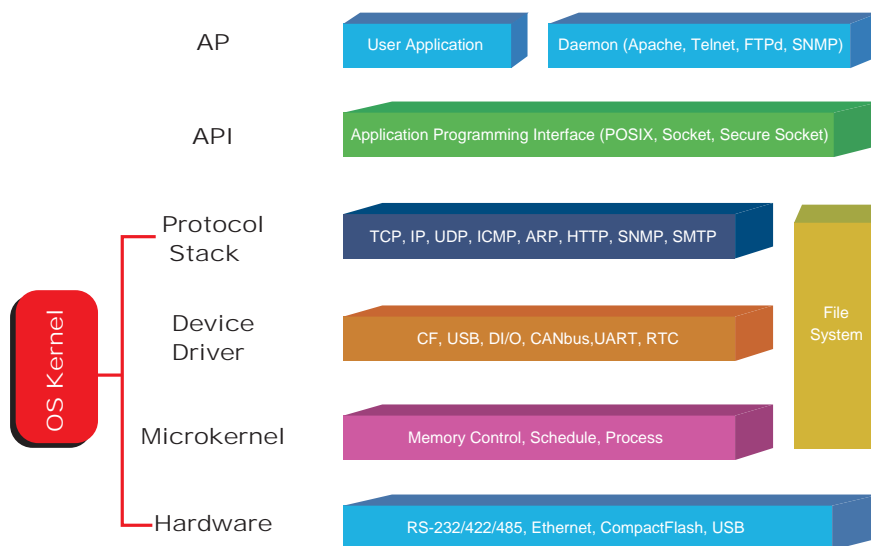 AP
User Application
Daemon (Apache, Telnet, FTPd, SNMP)
API
Application Programming Interface (POSIX, Socket, Secure Socket)
Protocol
Stack
TCP, IP, UDP, ICMP, ARP, HTTP, SNMP, SMTP
OS Kernel
Device
Driver
CF, USB, DI/O, CANbus,UART, RTC
File
System
Microkernel
Memory Control, Schedule, Process
Hardware
RS-232/422/485, Ethernet, CompactFlash, USB